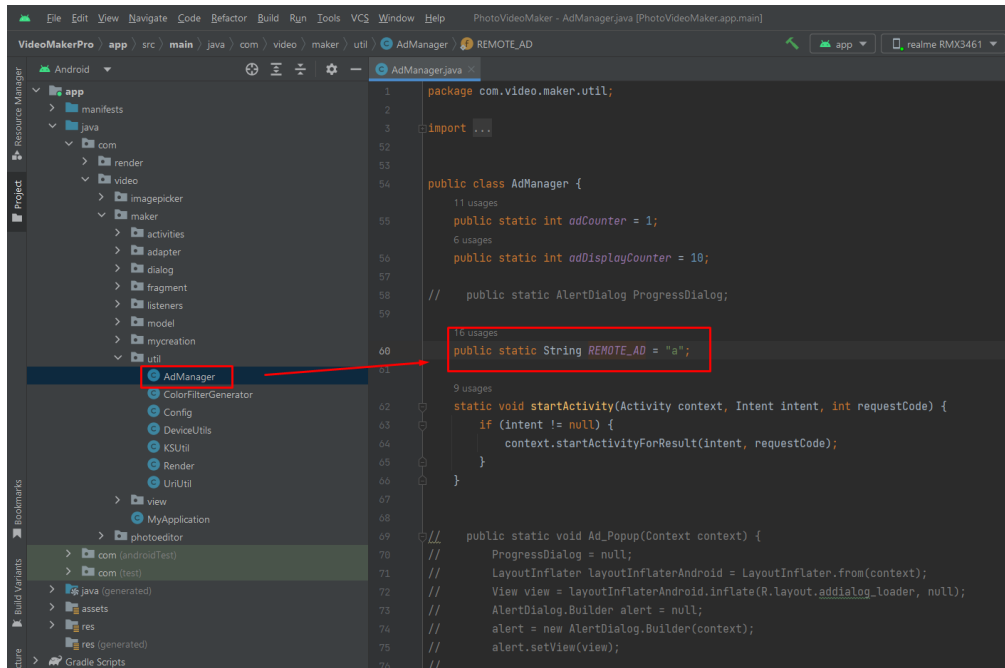 File Edit View Navigate Code Refactor Build Run Tools VCS Window Help PhotoVideoMaker - AdManager.java [PhotoVideoMaker.app.main]
VideoMakerPro app src main java com video maker util AdManager REMOTE_AD app realme RMX3461
Android
AdManager.java
Resource Manager
Project
Bookmarks
Build Variants
app
manifests
java
com
render
video
imagepicker
maker
activities
adapter
dialog
fragment
listeners
model
mycreation
util
AdManager
ColorFilterGenerator
Config
DeviceUtils
KSUtil
Render
UriUtil
view
MyApplication
photoeditor
com (androidTest)
com (test)
java (generated)
assets
res
res (generated)
Gradle Scripts
1 package com.video.maker.util;
2
3 import ...
52
53
54 public class AdManager {
11 usages
55 public static int adCounter = 1;
6 usages
56 public static int adDisplayCounter = 10;
57
58 // public static AlertDialog ProgressDialog;
59
16 usages
60 public static String REMOTE_AD = "a";
61
9 usages
62 static void startActivity(Activity context, Intent intent, int requestCode) {
63 if (intent != null) {
64 context.startActivityForResult(intent, requestCode);
65 }
66 }
67
68
69 // public static void Ad_Popup(Context context) {
70 // ProgressDialog = null;
71 // LayoutInflater layoutInflaterAndroid = LayoutInflater.from(context);
72 // View view = layoutInflaterAndroid.inflate(R.layout.addialog_loader, null);
73 // AlertDialog.Builder alert = null;
74 // alert = new AlertDialog.Builder(context);
75 // alert.setView(view);
76 //